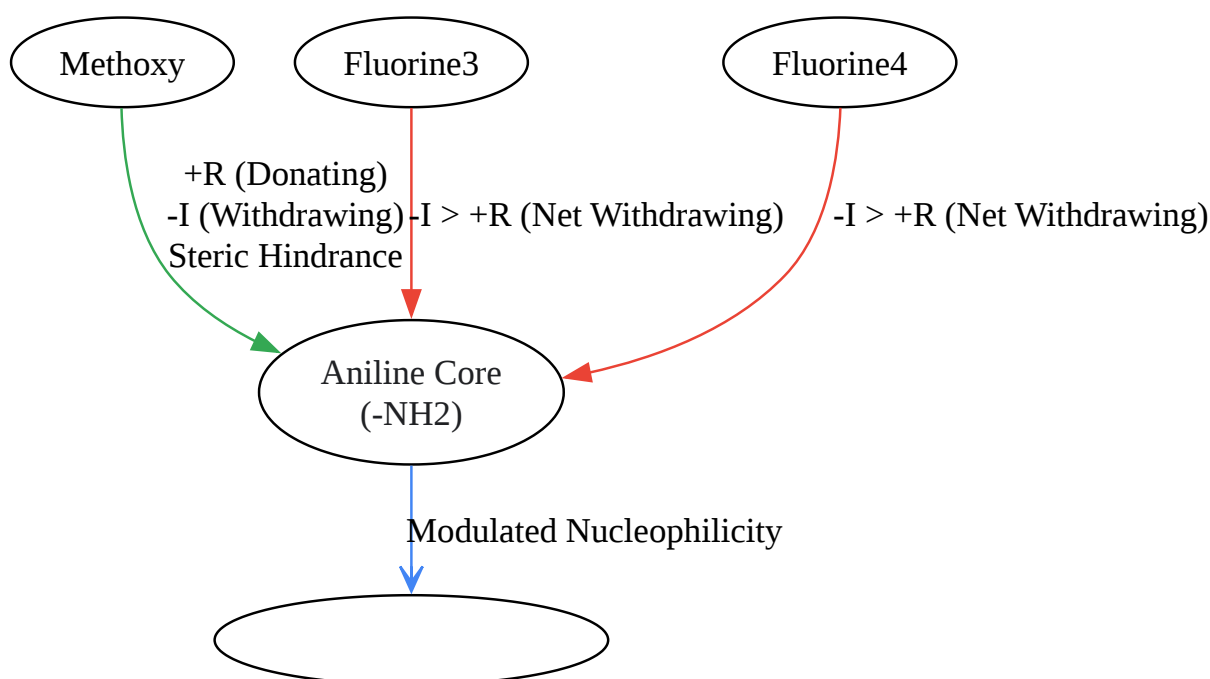 Methoxy
Fluorine3
Fluorine4
+R (Donating)
-I (Withdrawing)
Steric Hindrance
-I > +R (Net Withdrawing)
-I > +R (Net Withdrawing)
Aniline Core
(-NH2)
Modulated Nucleophilicity